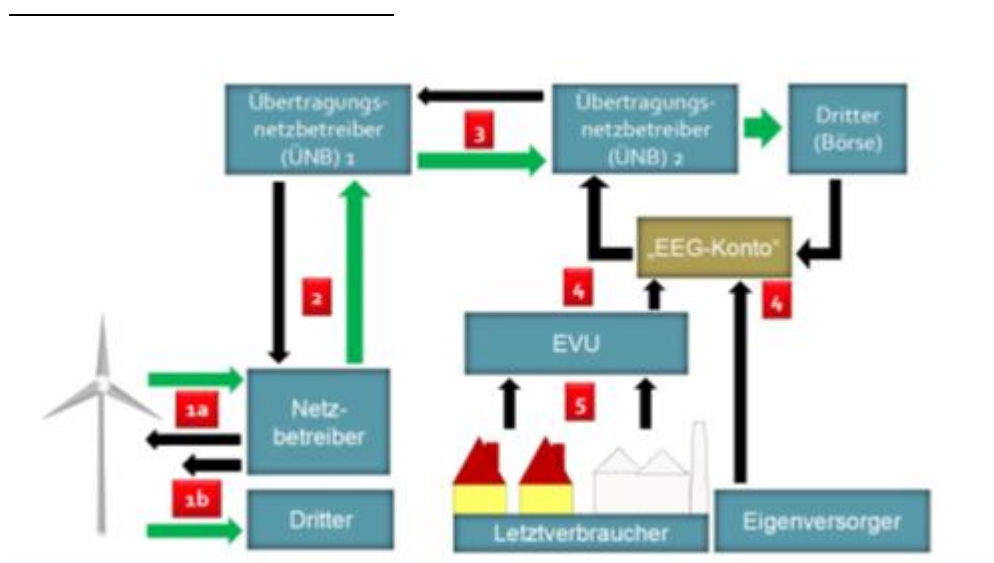 Übertragungs-
netzbetreiber
(ÜNB) 1
3
Übertragungs-
netzbetreiber
(ÜNB) 2
Dritter
(Börse)
„EEG-Konto“
2
4
4
EVU
1a
Netz-
betreiber
5
1b
Dritter
Letztverbraucher
Eigenversorger